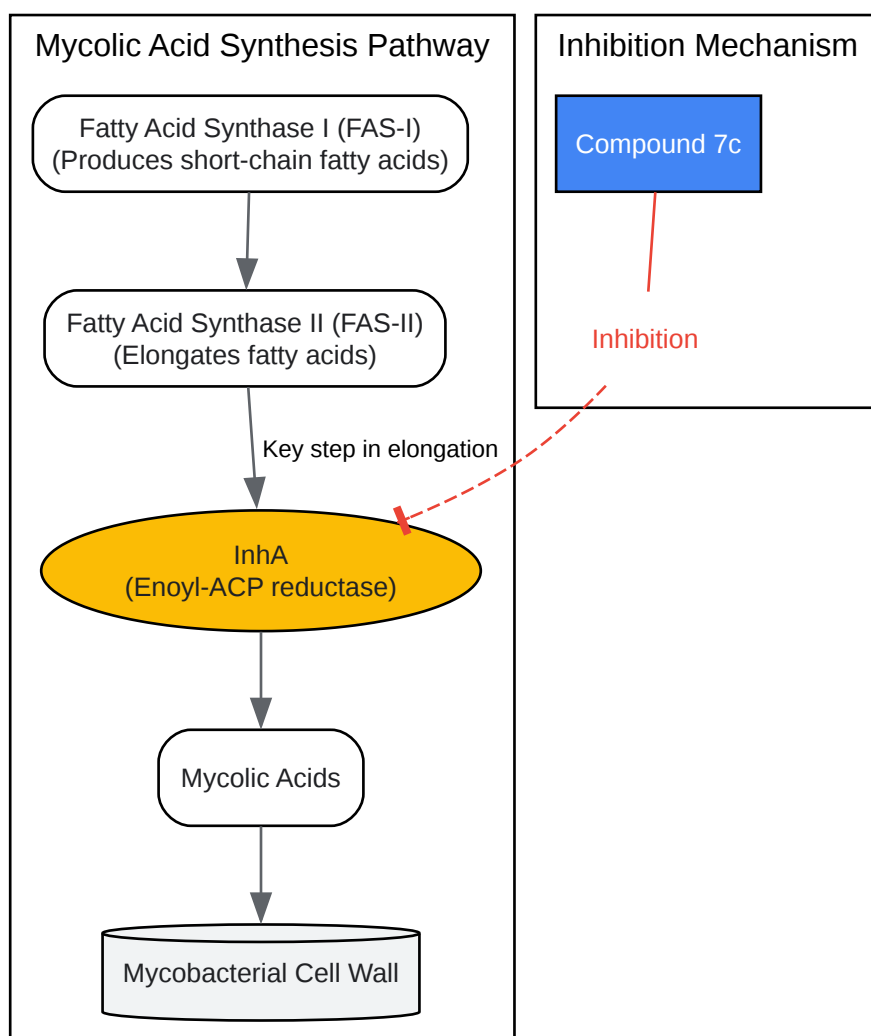 Mycolic Acid Synthesis Pathway
Fatty Acid Synthase I (FAS-I)
(Produces short-chain fatty acids)
Fatty Acid Synthase II (FAS-II)
(Elongates fatty acids)
Key step in elongation
InhA
(Enoyl-ACP reductase)
Mycolic Acids
Mycobacterial Cell Wall
Inhibition Mechanism
Compound 7c
Inhibition